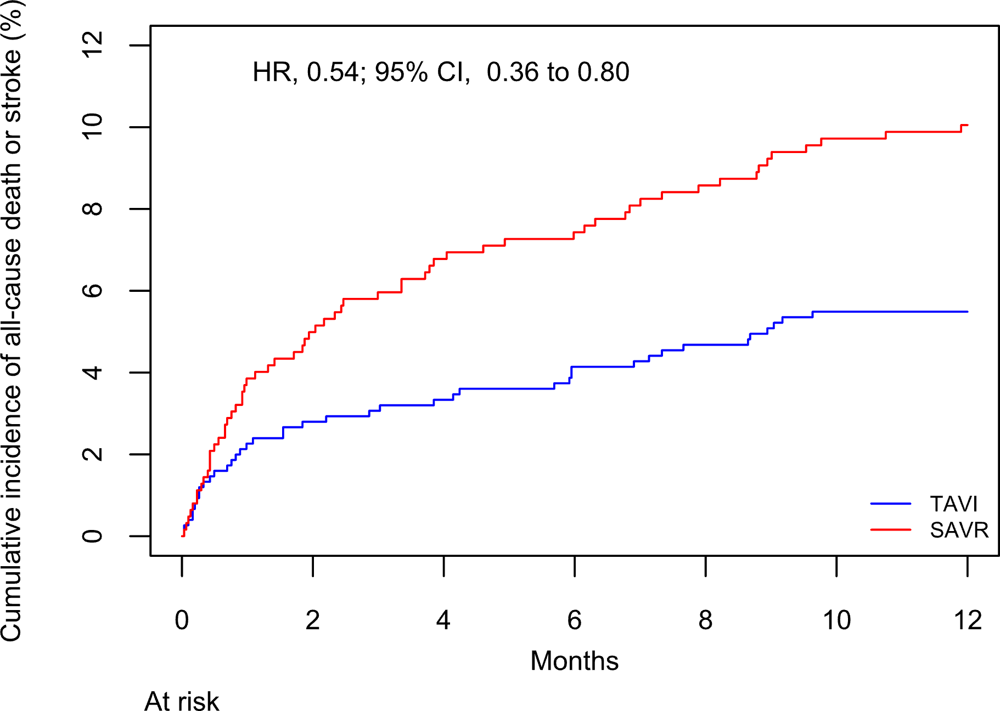 Cumulative incidence of all-cause death or stroke (%)
12
10
8
6
4
2
0
HR, 0.54; 95% CI,  0.36 to 0.80
TAVI
SAVR
0 2 4 6 8 10 12
Months
At risk